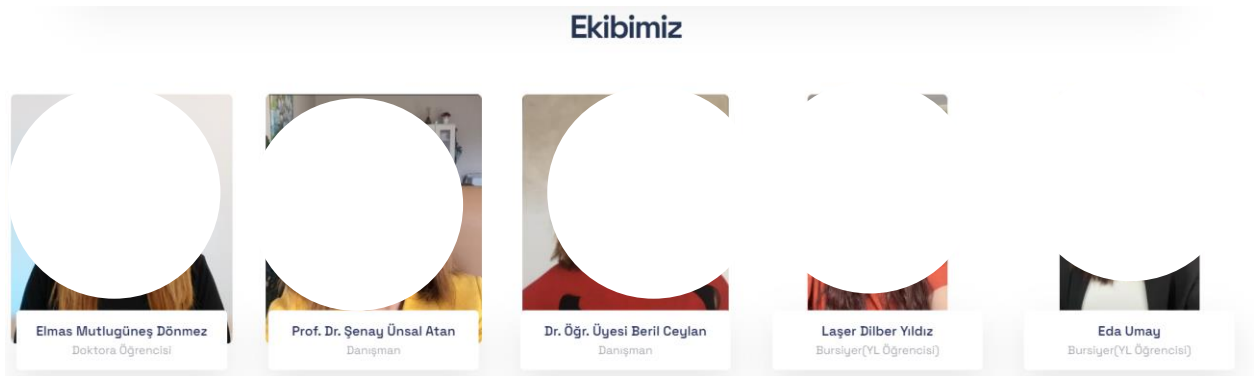 Ekibimiz
Elmas Mutlugüneş Dönmez
Doktora Öğrencisi
Prof. Dr. Şenay Ünsal Atan
Danışman
Dr. Öğr. Üyesi Beril Ceylan
Danışman
Laşer Dilber Yıldız
Bursiyer(YL Öğrencisi)
Eda Umay
Bursiyer(YL Öğrencisi)